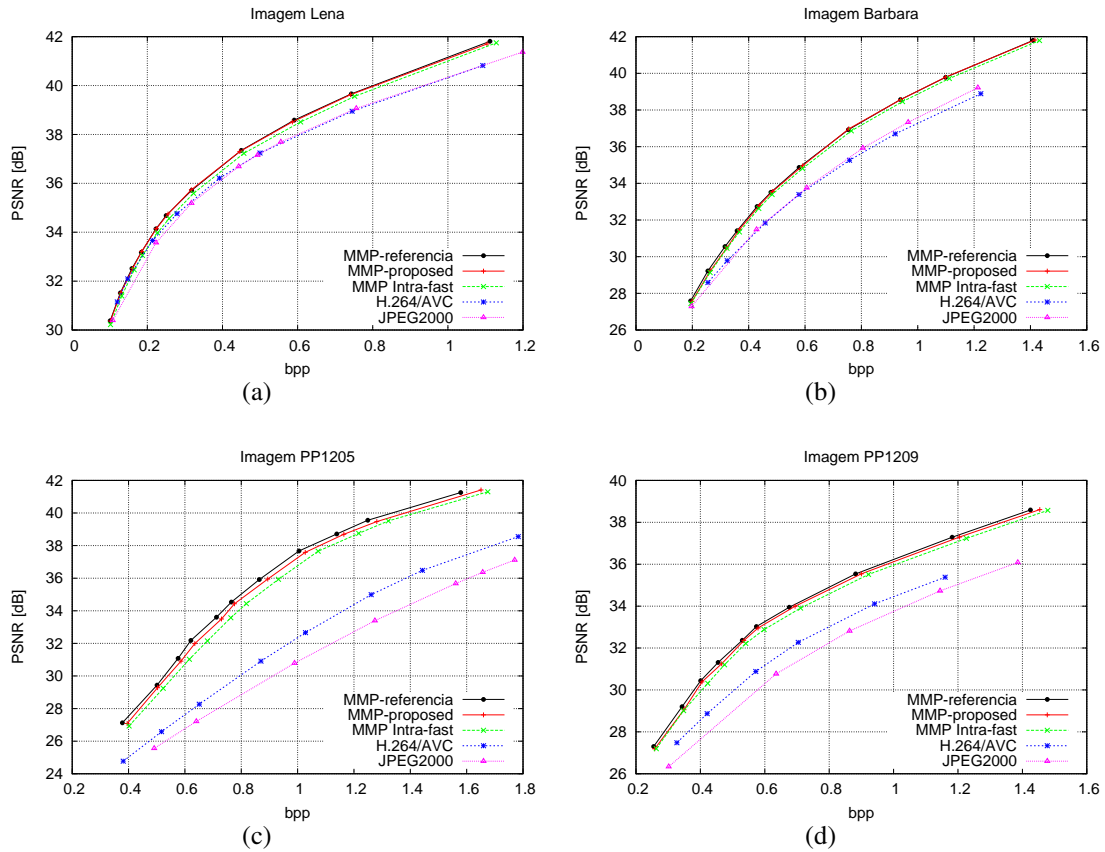 Imagem Lena
42
40
38
36
34
32
30
PSNR [dB]
MMP-referencia
MMP-proposed
MMP Intra-fast
H.264/AVC
JPEG2000
0 0.2 0.4 0.6 0.8 1 1.2
bpp
(a)
Imagem Barbara
42
40
38
36
34
32
30
28
26
PSNR [dB]
MMP-referencia
MMP-proposed
MMP Intra-fast
H.264/AVC
JPEG2000
0 0.2 0.4 0.6 0.8 1 1.2 1.4 1.6
bpp
(b)
Imagem PP1205
42
40
38
36
34
32
30
28
26
24
PSNR [dB]
MMP-referencia
MMP-proposed
MMP Intra-fast
H.264/AVC
JPEG2000
0.2 0.4 0.6 0.8 1 1.2 1.4 1.6 1.8
bpp
(c)
Imagem PP1209
40
38
36
34
32
30
28
26
PSNR [dB]
MMP-referencia
MMP-proposed
MMP Intra-fast
H.264/AVC
JPEG2000
0.2 0.4 0.6 0.8 1 1.2 1.4 1.6
bpp
(d)